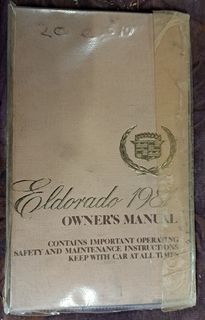 Eldorado 198
OWNER'S MANUAL
CONTAINS IMPORTANT OPERATING
SAFETY AND MAINTENANCE INSTRUCTIONS
KEEP WITH CAR AT ALL TIMES